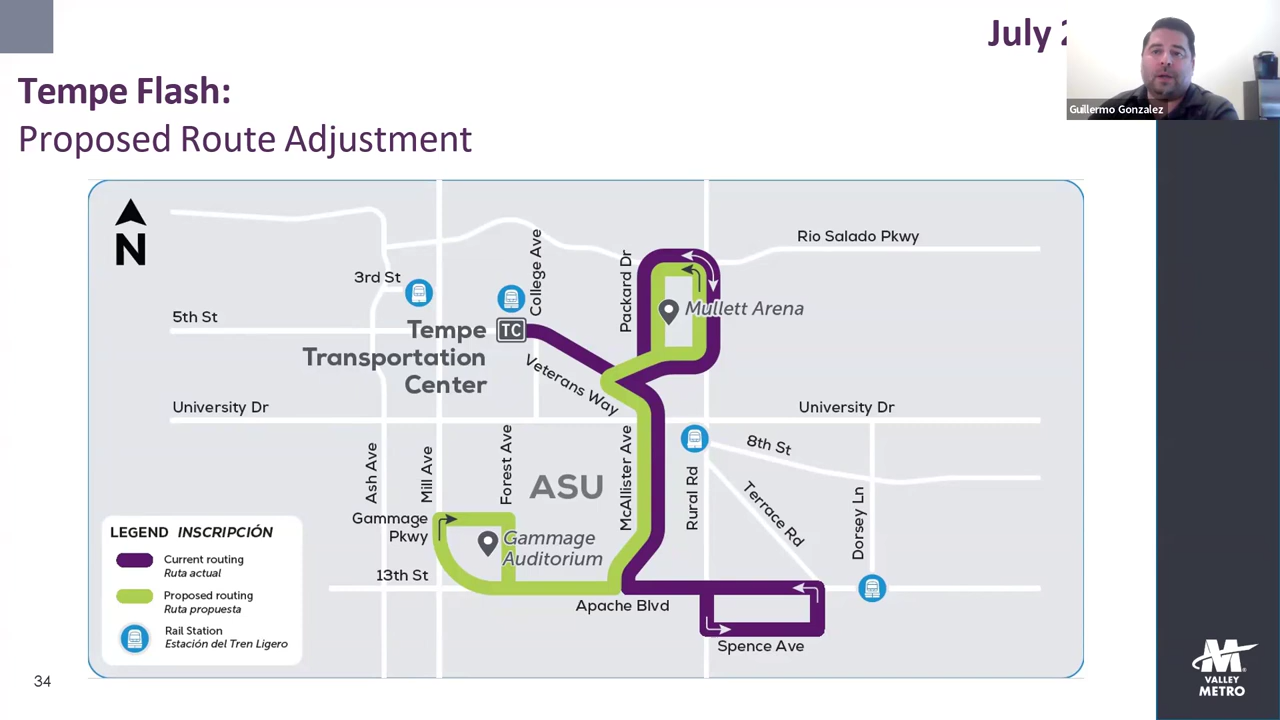 July
Guillermo Gonzalez
Tempe Flash:
Proposed Route Adjustment
N
Rio Salado Pkwy
College Ave
Packard Dr
3rd St
Mullett Arena
5th St
Tempe
Transportation
Center
TC
Veterans Way
University Dr
University Dr
8th St
Ash Ave
Mill Ave
Forest Ave
ASU
McAllister Ave
Rural Rd
Terrace Rd
Dorsey Ln
Gammage
Pkwy
Gammage
Auditorium
13th St
Apache Blvd
Spence Ave
LEGEND INSCRIPCIÓN
Current routing
Ruta actual
Proposed routing
Ruta propuesta
Rail Station
Estación del Tren Ligero
34
VALLEY
METRO